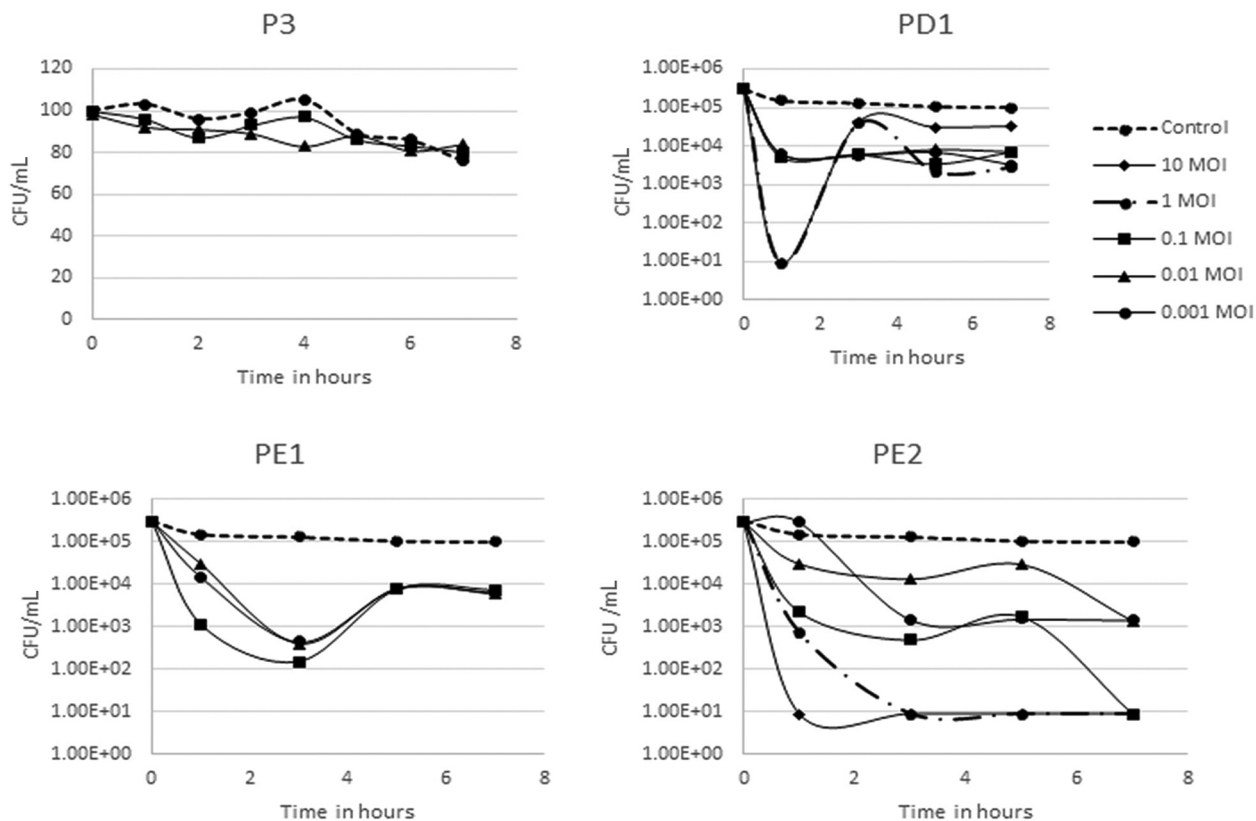 P3
120
100
80
60
40
20
0
CFU/mL
0 2 4 6 8
Time in hours
PD1
1.00E+06
1.00E+05
1.00E+04
1.00E+03
1.00E+02
1.00E+01
1.00E+00
CFU/mL
0 2 4 6 8
Time in hours
Control
10 MOI
1 MOI
0.1 MOI
0.01 MOI
0.001 MOI
PE1
1.00E+06
1.00E+05
1.00E+04
1.00E+03
1.00E+02
1.00E+01
1.00E+00
CFU/mL
0 2 4 6 8
Time in hours
PE2
1.00E+06
1.00E+05
1.00E+04
1.00E+03
1.00E+02
1.00E+01
1.00E+00
CFU /mL
0 2 4 6 8
Time in hours